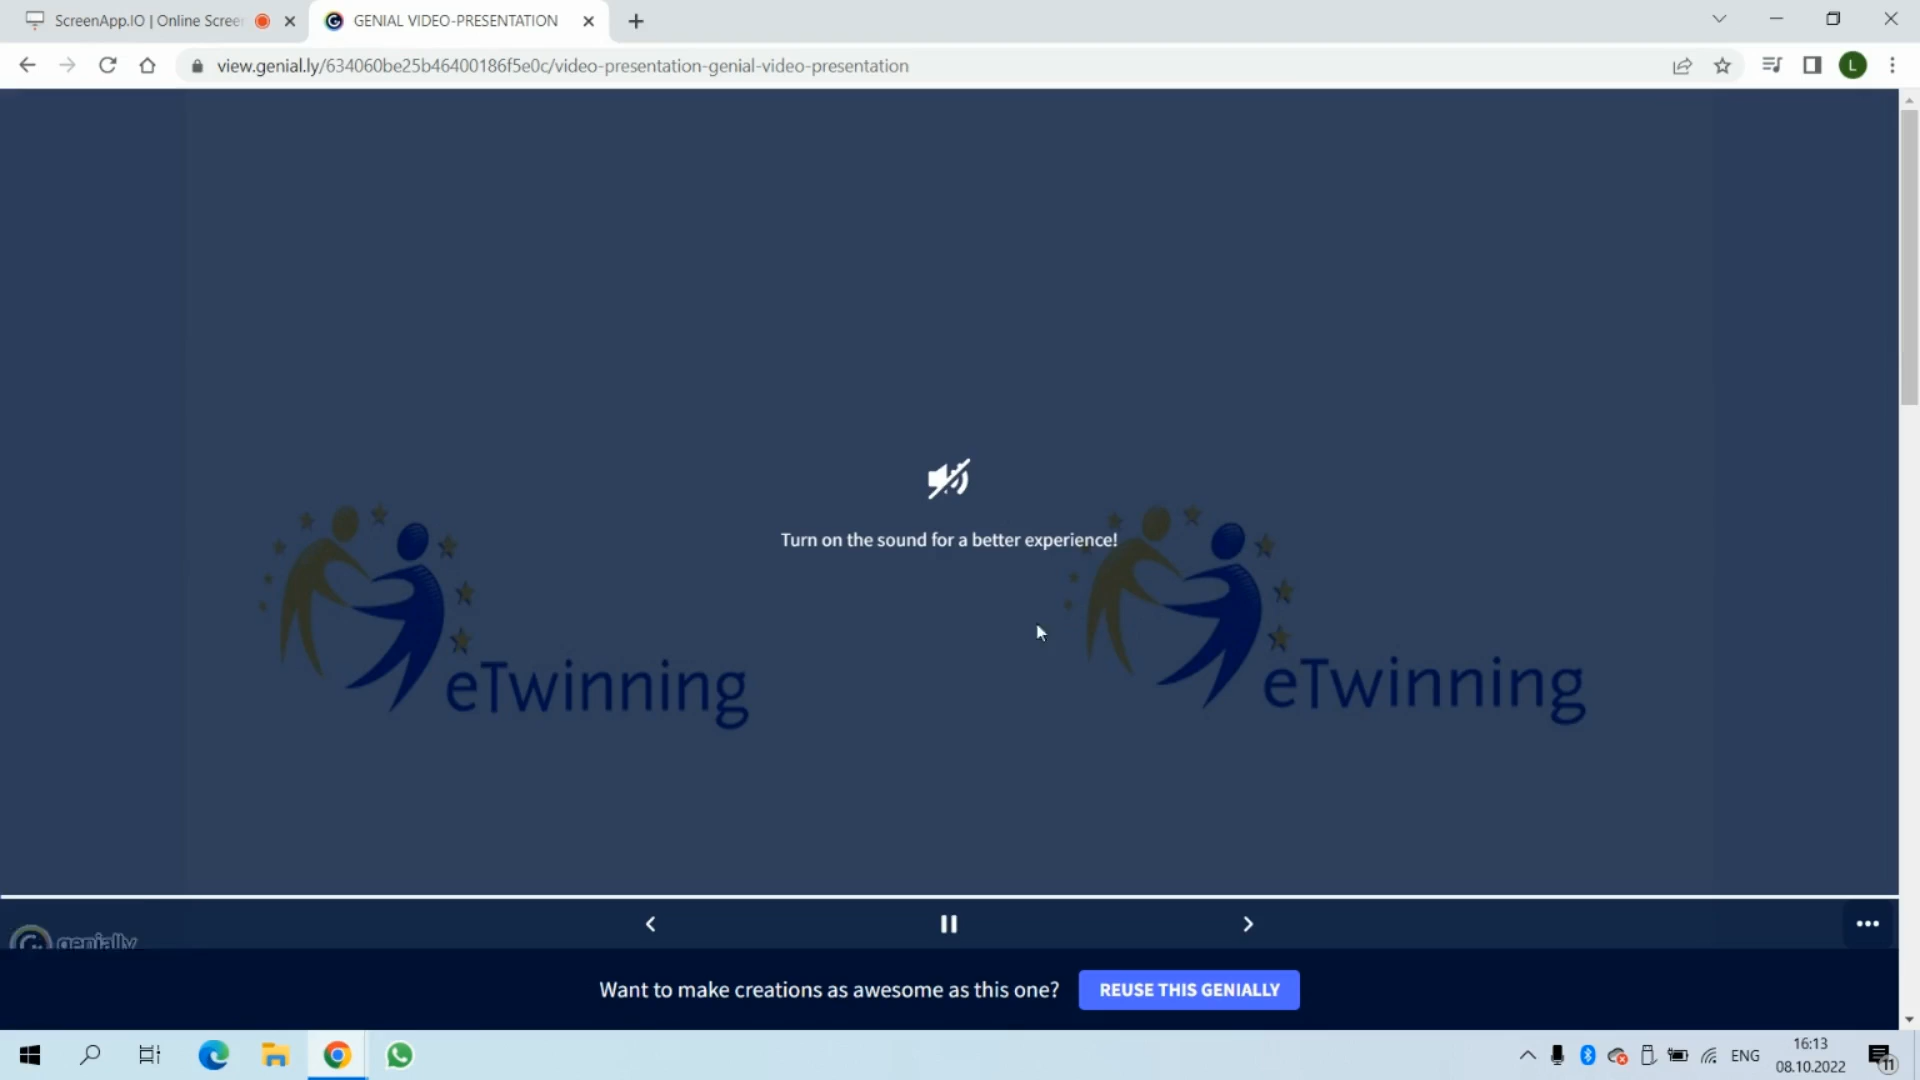 ScreenApp.IO | Online Screen
GENIAL VIDEO-PRESENTATION
view.genial.ly/634060be25b46400186f5e0c/video-presentation-genial-video-presentation
L
Turn on the sound for a better experience!
eTwinning
eTwinning
genially
Want to make creations as awesome as this one?
REUSE THIS GENIALLY
ENG
16:13
08.10.2022
11